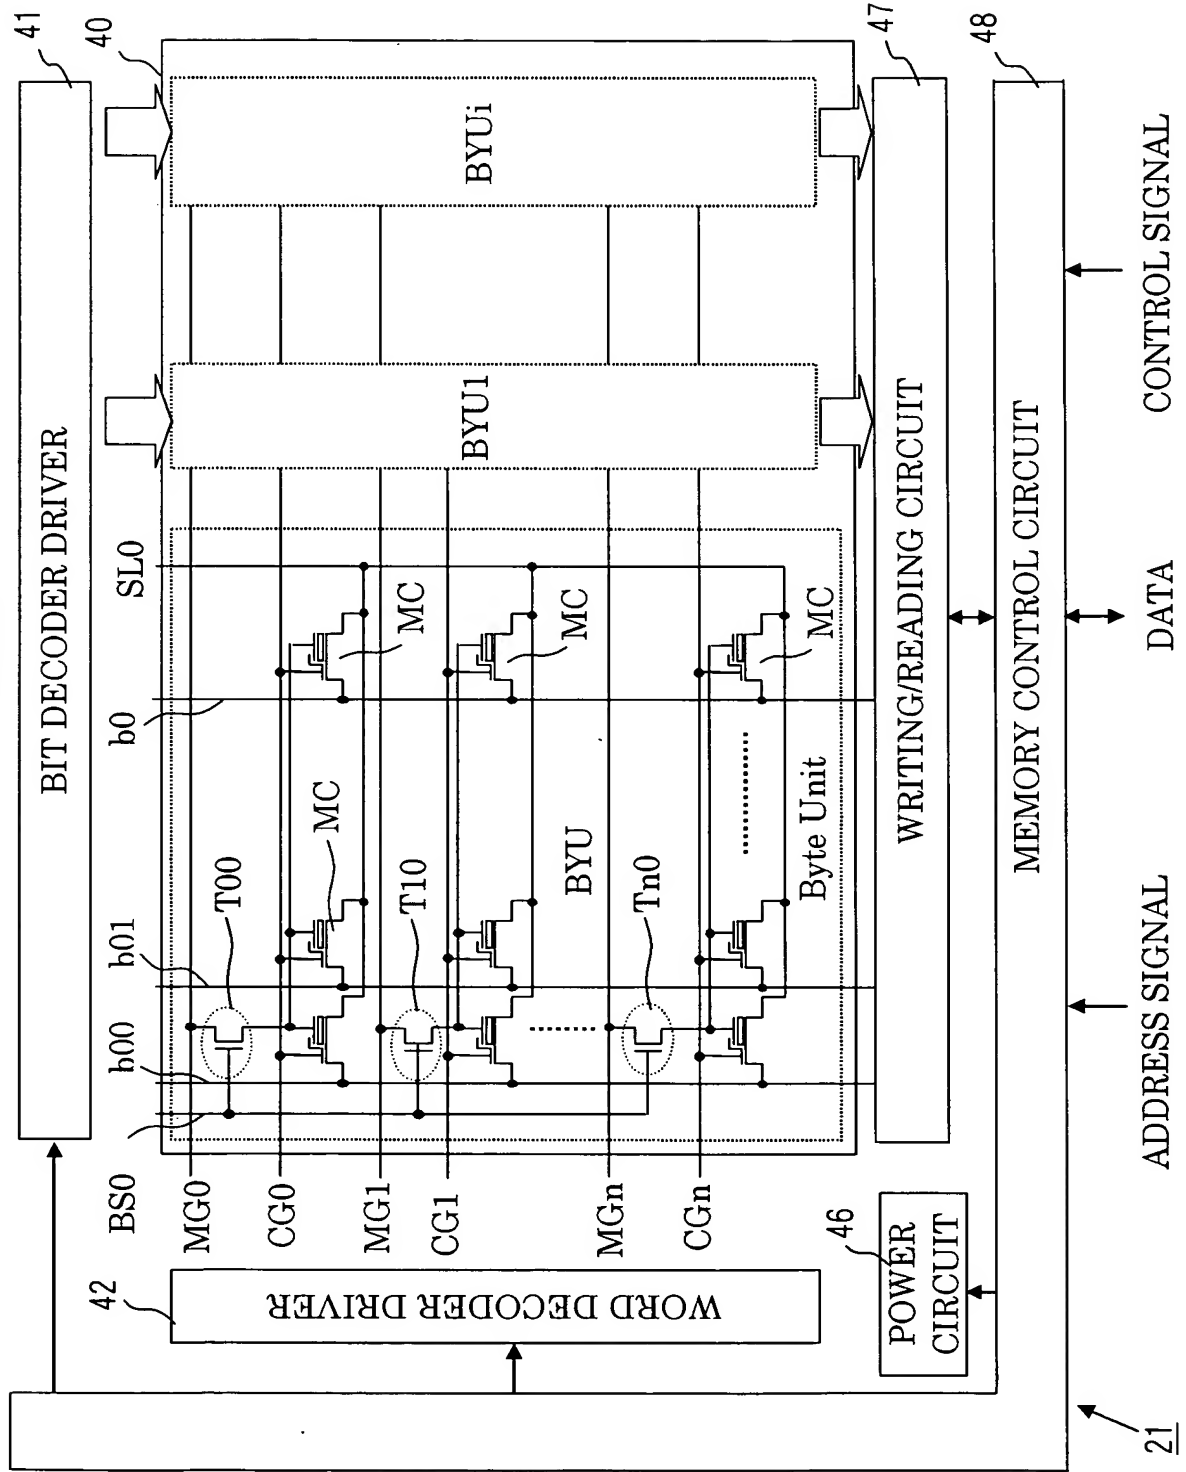 41
BIT DECODER DRIVER
40
BS0
b00
b01
b0
SL0
T00
MC
MC
T10
MC
BYU
Tn0
MC
Byte Unit
BYU1
BYUi
MG0
CG0
MG1
CG1
MGn
CGn
42
WORD DECODER DRIVER
46
POWER
CIRCUIT
47
WRITING/READING CIRCUIT
48
MEMORY CONTROL CIRCUIT
21
ADDRESS SIGNAL
DATA
CONTROL SIGNAL